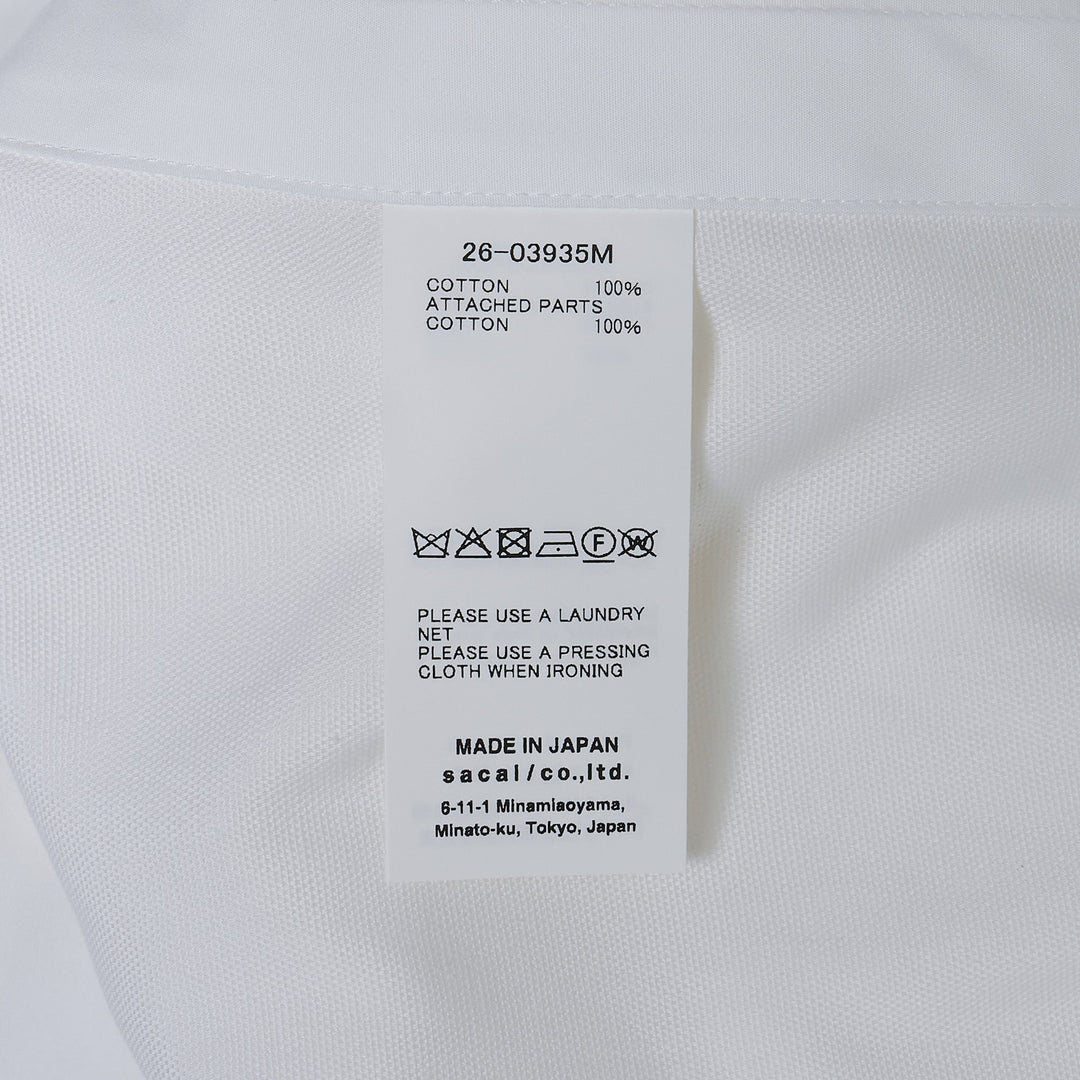 26-03935M
COTTON 100%
ATTACHED PARTS
COTTON 100%
F W
PLEASE USE A LAUNDRY
NET
PLEASE USE A PRESSING
CLOTH WHEN IRONING
MADE IN JAPAN
sacai/co.,ltd.
6-11-1 Minamiaoyama,
Minato-ku, Tokyo, Japan